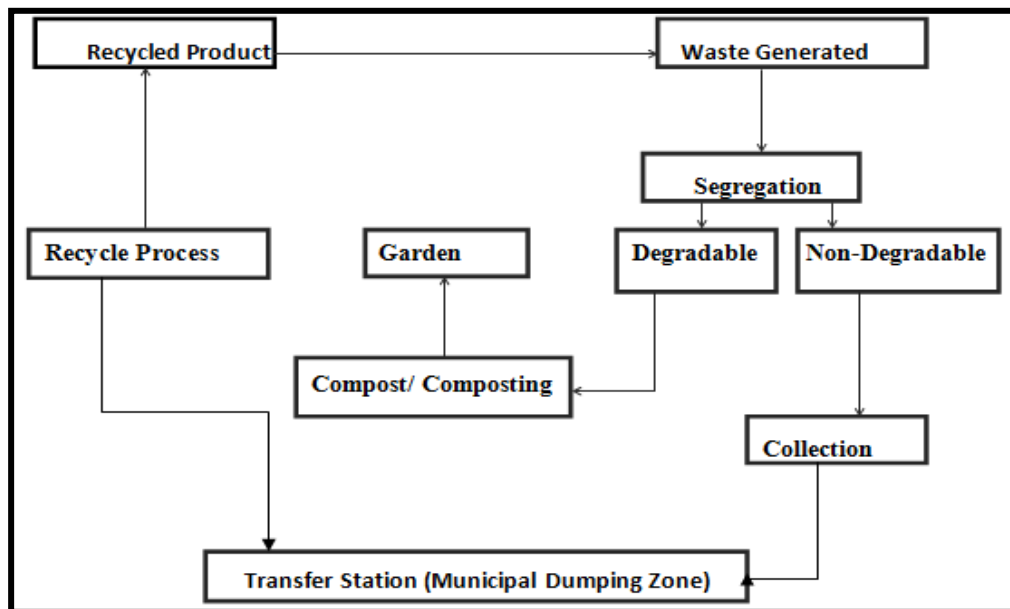 Recycled Product
Waste Generated
Segregation
Recycle Process
Garden
Degradable
Non-Degradable
Compost/ Composting
Collection
Transfer Station (Municipal Dumping Zone)